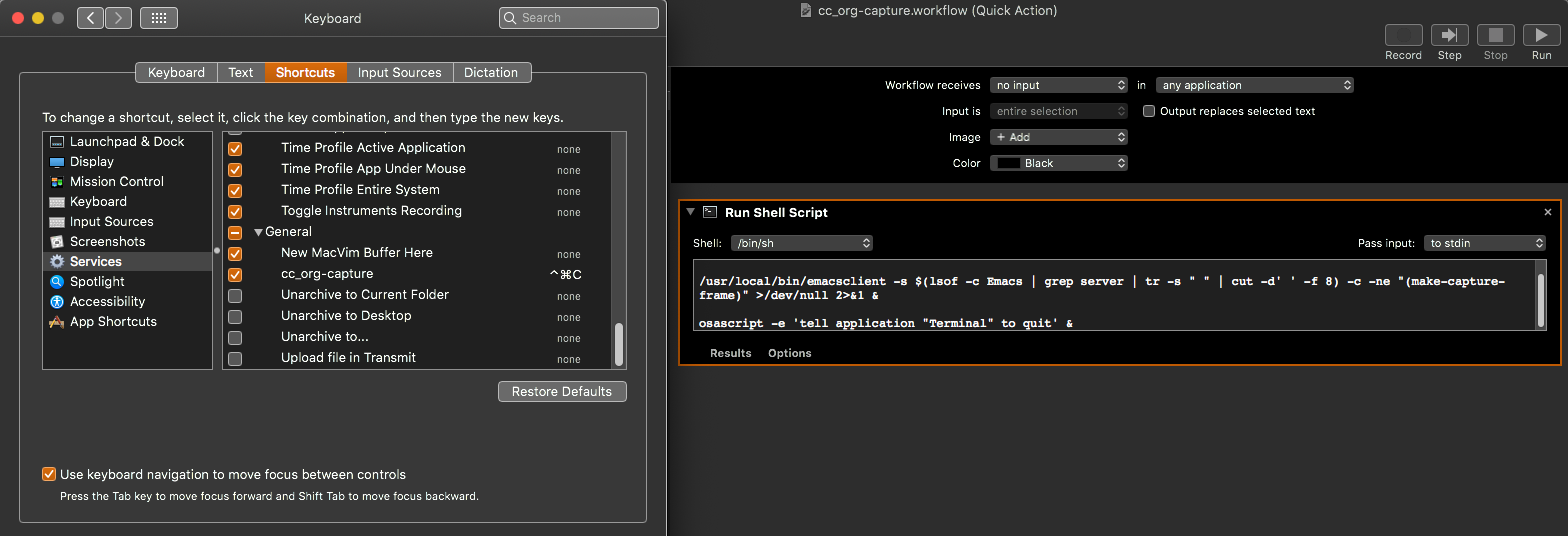 Keyboard
Search
Keyboard
Text
Shortcuts
Input Sources
Dictation
To change a shortcut, select it, click the key combination, and then type the new keys.
Launchpad & Dock
Display
Mission Control
Keyboard
Input Sources
Screenshots
Services
Spotlight
Accessibility
App Shortcuts
Time Profile Active Application none
Time Profile App Under Mouse none
Time Profile Entire System none
Toggle Instruments Recording none
General
New MacVim Buffer Here none
cc_org-capture ^⌘C
Unarchive to Current Folder none
Unarchive to Desktop none
Unarchive to... none
Upload file in Transmit none
Restore Defaults
Use keyboard navigation to move focus between controls
Press the Tab key to move focus forward and Shift Tab to move focus backward.
cc_org-capture.workflow (Quick Action)
Record
Step
Stop
Run
Workflow receives no input in any application
Input is entire selection Output replaces selected text
Image + Add
Color Black
Run Shell Script
Shell: /bin/sh Pass input: to stdin
/usr/local/bin/emacsclient -s $(lsof -c Emacs | grep server | tr -s " " | cut -d' ' -f 8) -c -ne "(make-capture-
frame)" >/dev/null 2>&1 &
osascript -e 'tell application "Terminal" to quit' &
Results Options